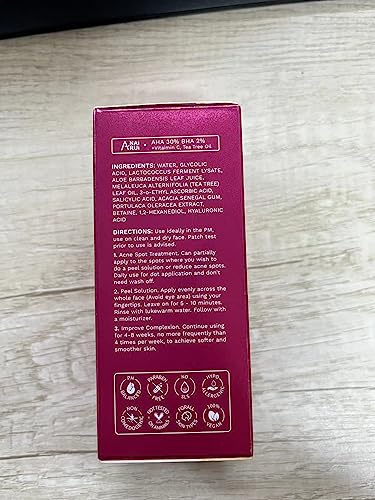 AXAI
RUI
AHA 30% BHA 2%
+Vitamin C, Tea Tree Oil
INGREDIENTS: WATER, GLYCOLIC
ACID, LACTOCOCCUS FERMENT LYSATE,
ALOE BARBADENSIS LEAF JUICE,
MELALEUCA ALTERNIFOLIA (TEA TREE)
LEAF OIL, 3-o-ETHYL ASCORBIC ACID,
SALICYLIC ACID, ACACIA SENEGAL GUM,
PORTULACA OLERACEA EXTRACT,
BETAINE, 1,2-HEXANEDIOL, HYALURONIC
ACID
DIRECTIONS: Use ideally in the PM,
use on clean and dry face. Patch test
prior to use is advised.
1. Acne Spot Treatment. Can partially
apply to the spots where you wish to
do a peel solution or reduce acne spots.
Daily use for dot application and don't
need wash off.
2. Peel Solution. Apply evenly across the
whole face (Avoid eye area) using your
fingertips. Leave on for 5 - 10 minutes.
Rinse with lukewarm water. Follow with
a moisturizer.
3. Improve Complexion. Continue using
for 4-8 weeks, no more frequently than
4 times per week, to achieve softer and
smoother skin.
PH
BALANCED
PARABEN
FREE
NO
SLS
HYPO
ALLERGENIC
NON
COMEDOGENIC
NOT TESTED
ON ANIMALS
FOR ALL
SKIN TYPES
100%
VEGAN